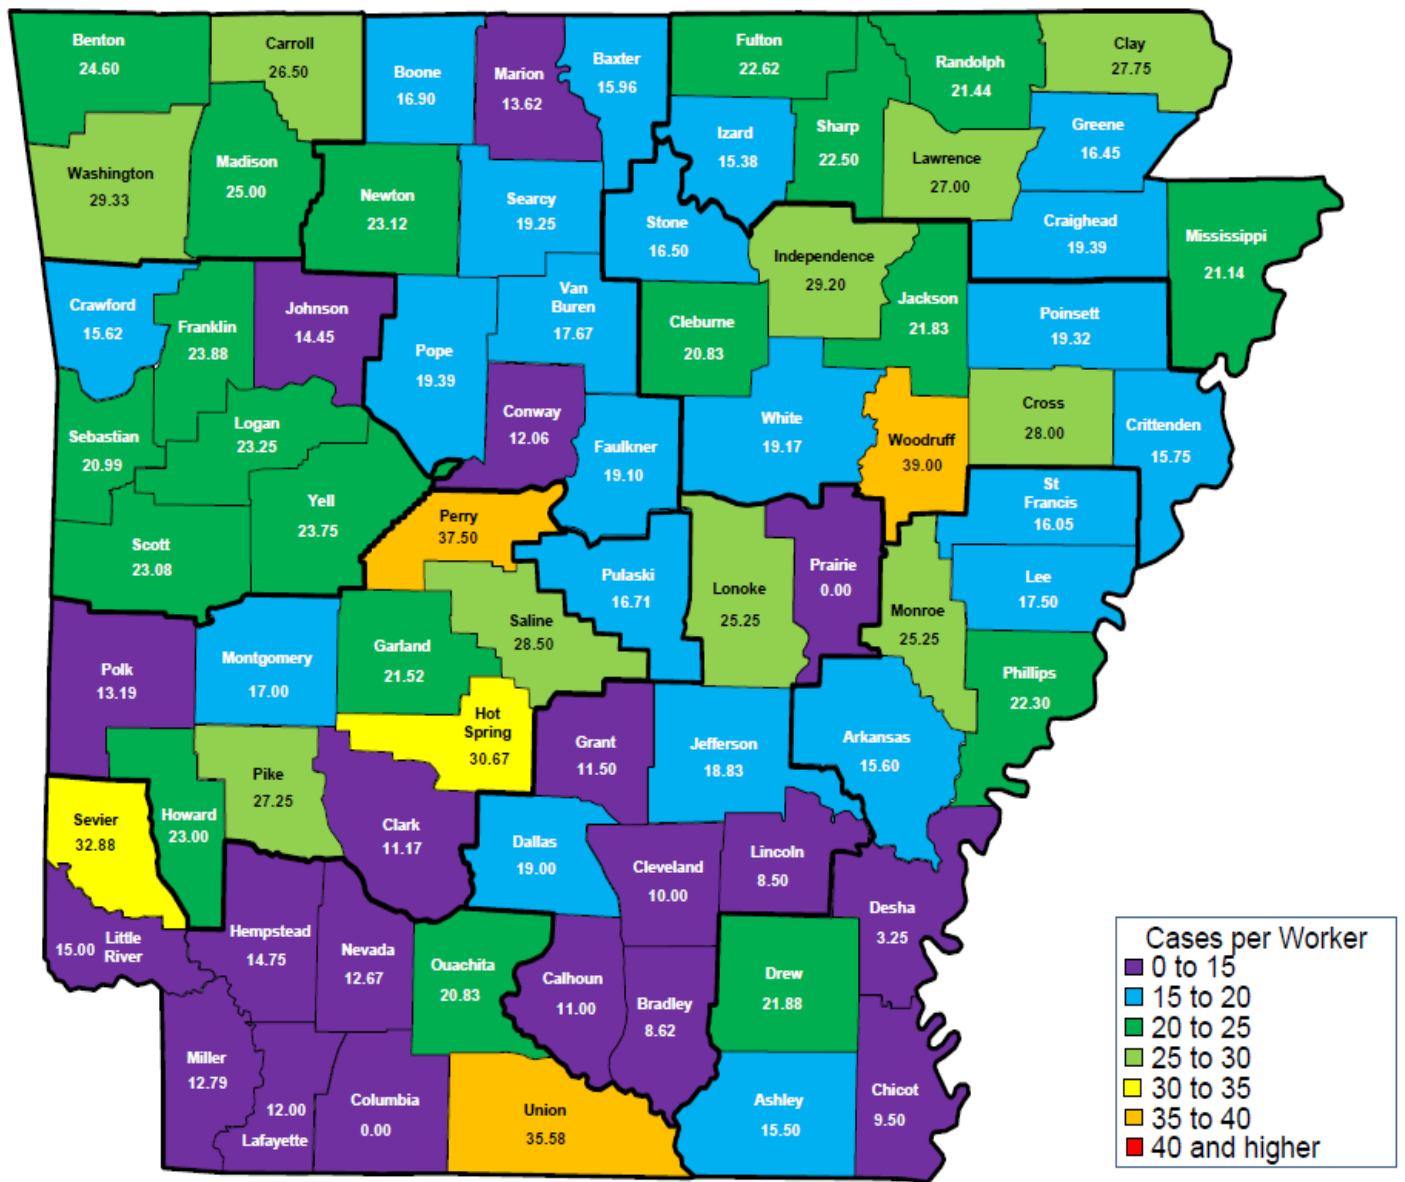 Benton
24.60
Carroll
26.50
Boone
16.90
Marion
13.62
Baxter
15.96
Fulton
22.62
Randolph
21.44
Clay
27.75
Washington
29.33
Madison
25.00
Newton
23.12
Searcy
19.25
Stone
16.50
Izard
15.38
Sharp
22.50
Lawrence
27.00
Greene
16.45
Craighead
19.39
Mississippi
21.14
Crawford
15.62
Franklin
23.88
Johnson
14.45
Pope
19.39
Van
Buren
17.67
Cleburne
20.83
Independence
29.20
Jackson
21.83
Poinsett
19.32
Sebastian
20.99
Logan
23.25
Conway
12.06
Faulkner
19.10
White
19.17
Woodruff
39.00
Cross
28.00
Crittenden
15.75
Scott
23.08
Yell
23.75
Perry
37.50
Pulaski
16.71
Lonoke
25.25
Prairie
0.00
Monroe
25.25
St
Francis
16.05
Lee
17.50
Phillips
22.30
Polk
13.19
Montgomery
17.00
Garland
21.52
Saline
28.50
Hot
Spring
30.67
Grant
11.50
Jefferson
18.83
Arkansas
15.60
Sevier
32.88
Howard
23.00
Pike
27.25
Clark
11.17
Dallas
19.00
Cleveland
10.00
Lincoln
8.50
Desha
3.25
15.00 Little
River
Hempstead
14.75
Nevada
12.67
Ouachita
20.83
Calhoun
11.00
Bradley
8.62
Drew
21.88
Miller
12.79
12.00
Lafayette
Columbia
0.00
Union
35.58
Ashley
15.50
Chicot
9.50
Cases per Worker
0 to 15
15 to 20
20 to 25
25 to 30
30 to 35
35 to 40
40 and higher